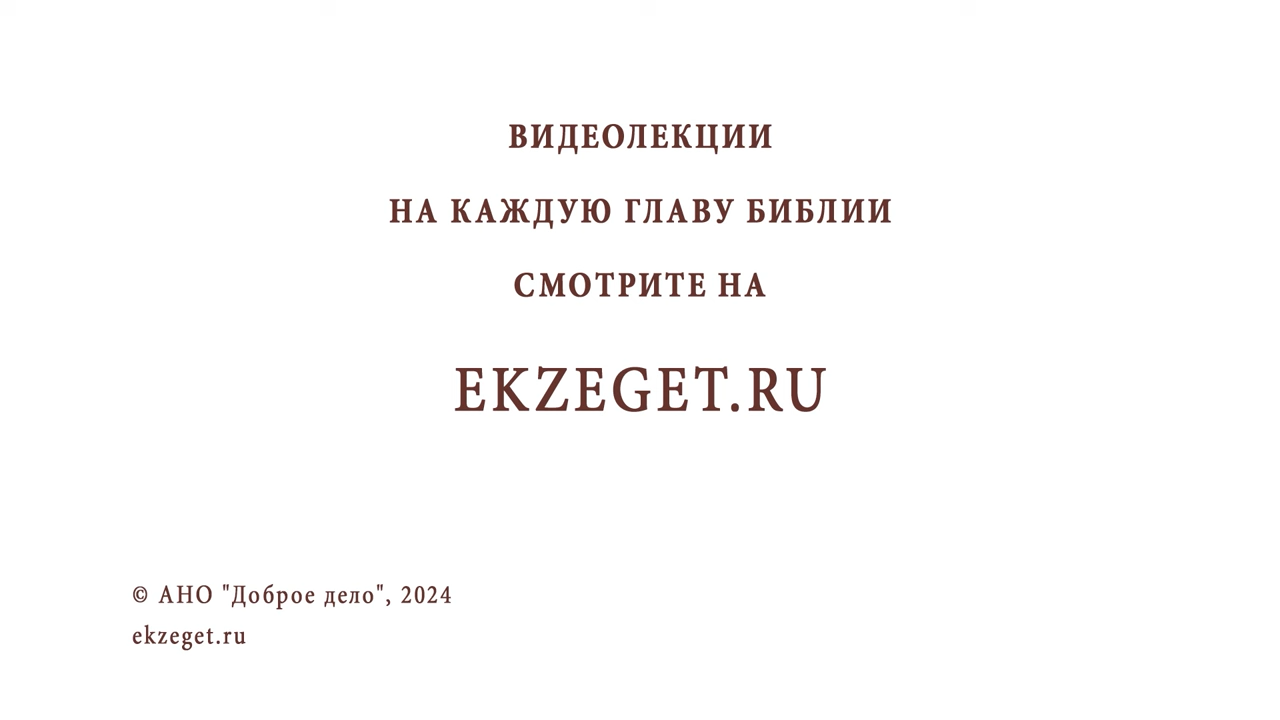 ВИДЕОЛЕКЦИИ
НА КАЖДУЮ ГЛАВУ БИБЛИИ
СМОТРИТЕ НА
EKZEGET.RU
© АНО "Доброе дело", 2024
ekzeget.ru